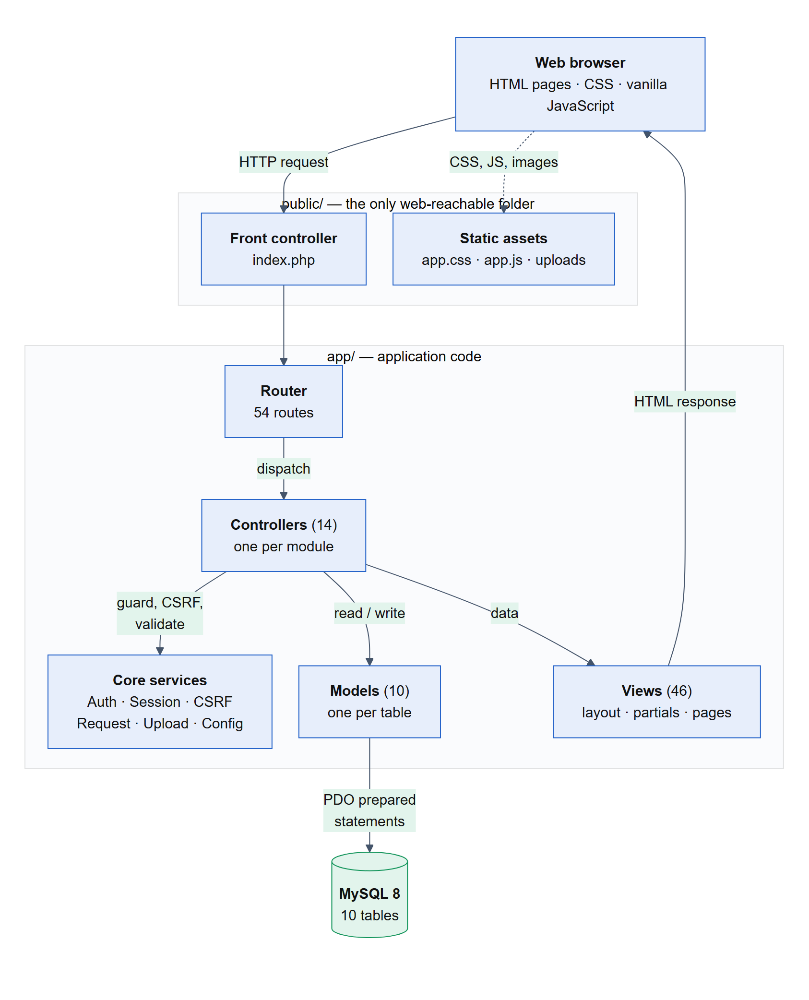 Web browser
HTML pages · CSS · vanilla
JavaScript
HTTP request
CSS, JS, images
public/ — the only web-reachable folder
Front controller
index.php
Static assets
app.css · app.js · uploads
app/ — application code
Router
54 routes
HTML response
dispatch
Controllers (14)
one per module
guard, CSRF,
validate
read / write
data
Core services
Auth · Session · CSRF
Request · Upload · Config
Models (10)
one per table
Views (46)
layout · partials · pages
PDO prepared
statements
MySQL 8
10 tables